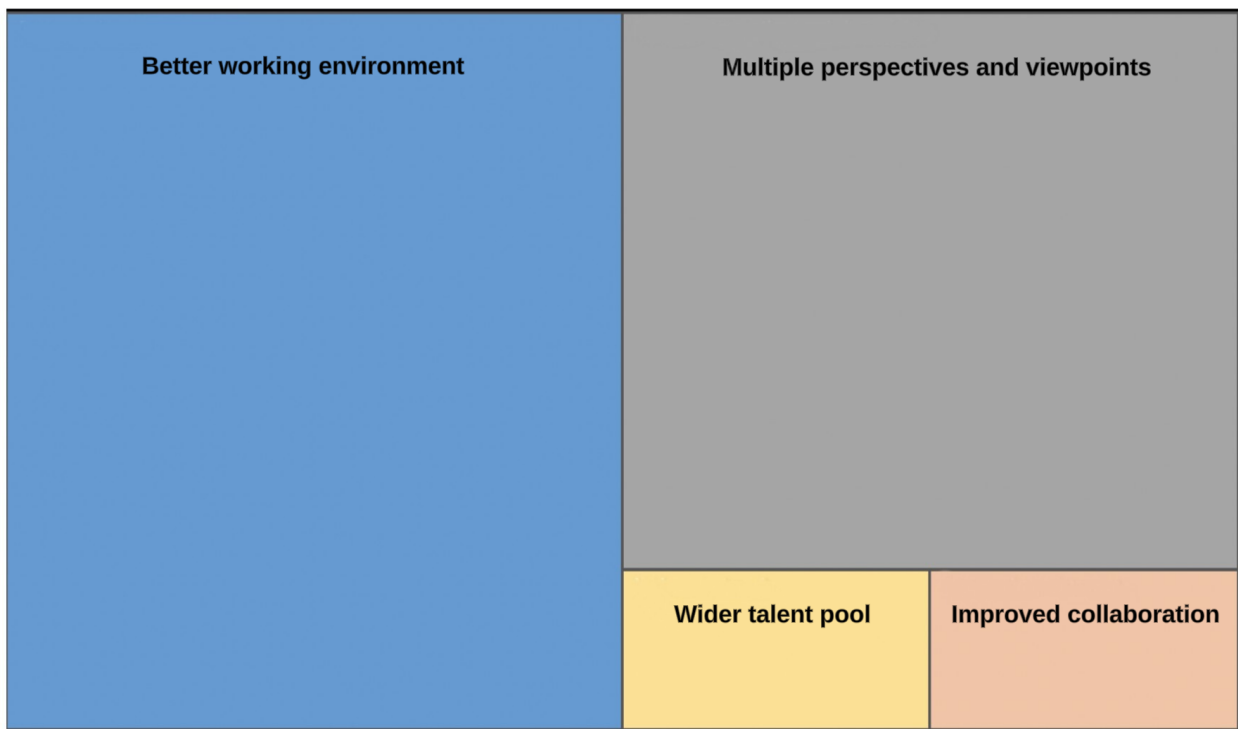 Better working environment
Multiple perspectives and viewpoints
Wider talent pool
Improved collaboration